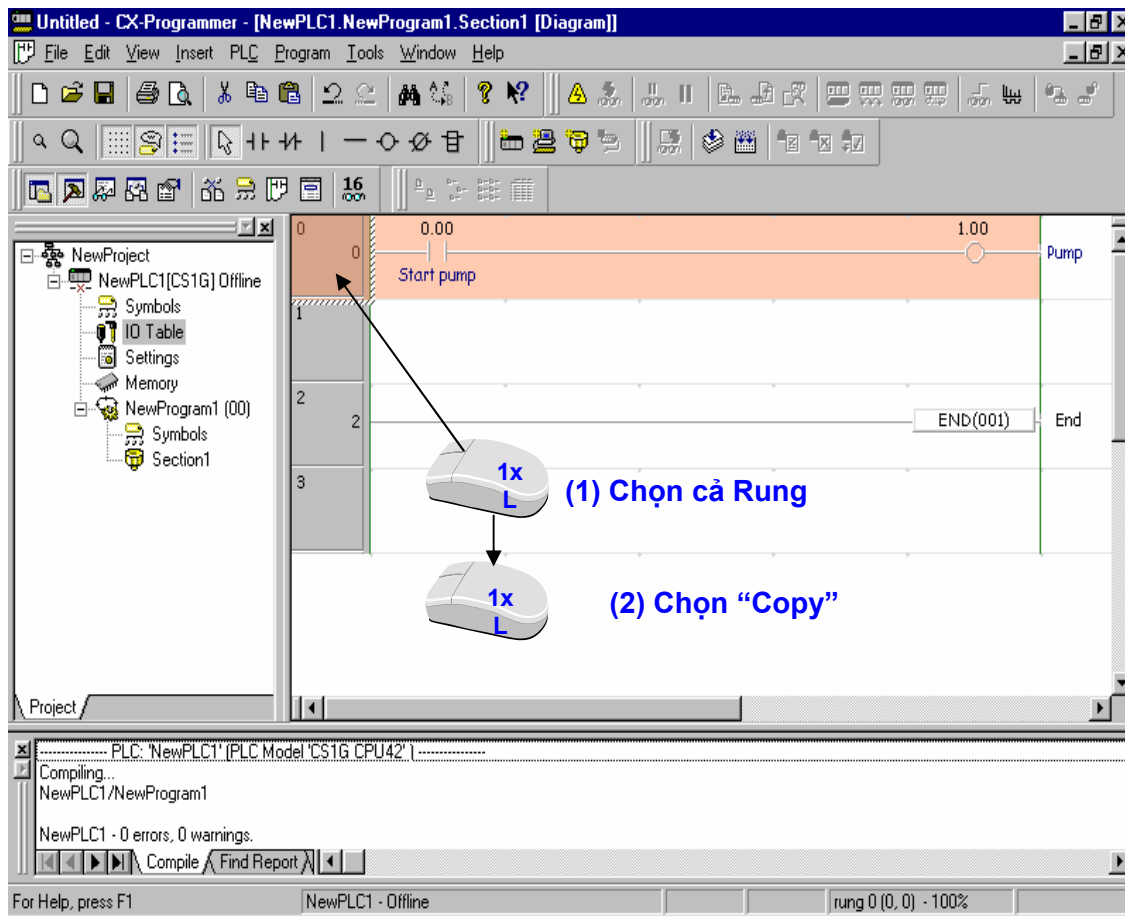 Untitled - CX-Programmer - [NewPLC1.NewProgram1.Section1 [Diagram]]
File Edit View Insert PLC Program Tools Window Help
16
NewProject
NewPLC1[CS1G] Offline
Symbols
IO Table
Settings
Memory
NewProgram1 (00)
Symbols
Section1
Project
0
0
0.00
1.00
Start pump
Pump
1
2
2
END(001)
End
3
1x
L
(1) Chọn cả Rung
1x
L
(2) Chọn “Copy”
--------------- PLC: 'NewPLC1' (PLC Model 'CS1G CPU42' ) ---------------
Compiling...
NewPLC1/NewProgram1
NewPLC1 - 0 errors, 0 warnings.
Compile Find Report
For Help, press F1
NewPLC1 - Offline
rung 0 (0, 0) - 100%